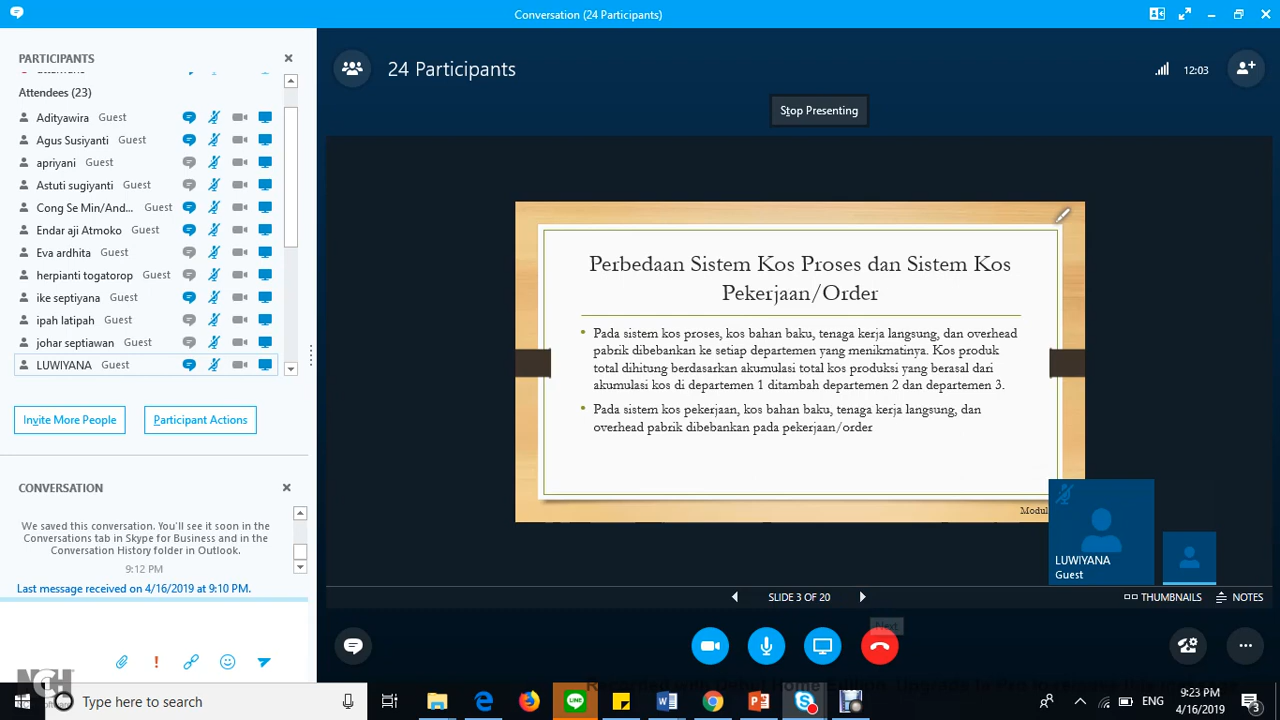 Conversation (24 Participants)
PARTICIPANTS
Attendees (23)
Adityawira Guest
Agus Susiyanti Guest
apriyani Guest
Astuti sugiyanti Guest
Cong Se Min/And... Guest
Endar aji Atmoko Guest
Eva ardhita Guest
herpianti togatorop Guest
ike septiyana Guest
ipah latipah Guest
johar septiawan Guest
LUWIYANA Guest
Invite More People
Participant Actions
CONVERSATION
We saved this conversation. You'll see it soon in the
Conversations tab in Skype for Business and in the
Conversation History folder in Outlook.
9:12 PM
Last message received on 4/16/2019 at 9:10 PM.
24 Participants
12:03
Stop Presenting
Perbedaan Sistem Kos Proses dan Sistem Kos
Pekerjaan/Order
• Pada sistem kos proses, kos bahan baku, tenaga kerja langsung, dan overhead
pabrik dibebankan ke setiap departemen yang menikmatinya. Kos produk
total dihitung berdasarkan akumulasi total kos produksi yang berasal dari
akumulasi kos di departemen 1 ditambah departemen 2 dan departemen 3.
• Pada sistem kos pekerjaan, kos bahan baku, tenaga kerja langsung, dan
overhead pabrik dibebankan pada pekerjaan/order
Modul
LUWIYANA
Guest
SLIDE 3 OF 20
THUMBNAILS
NOTES
Next
NCH
Type here to search
ENG
9:23 PM
4/16/2019
3